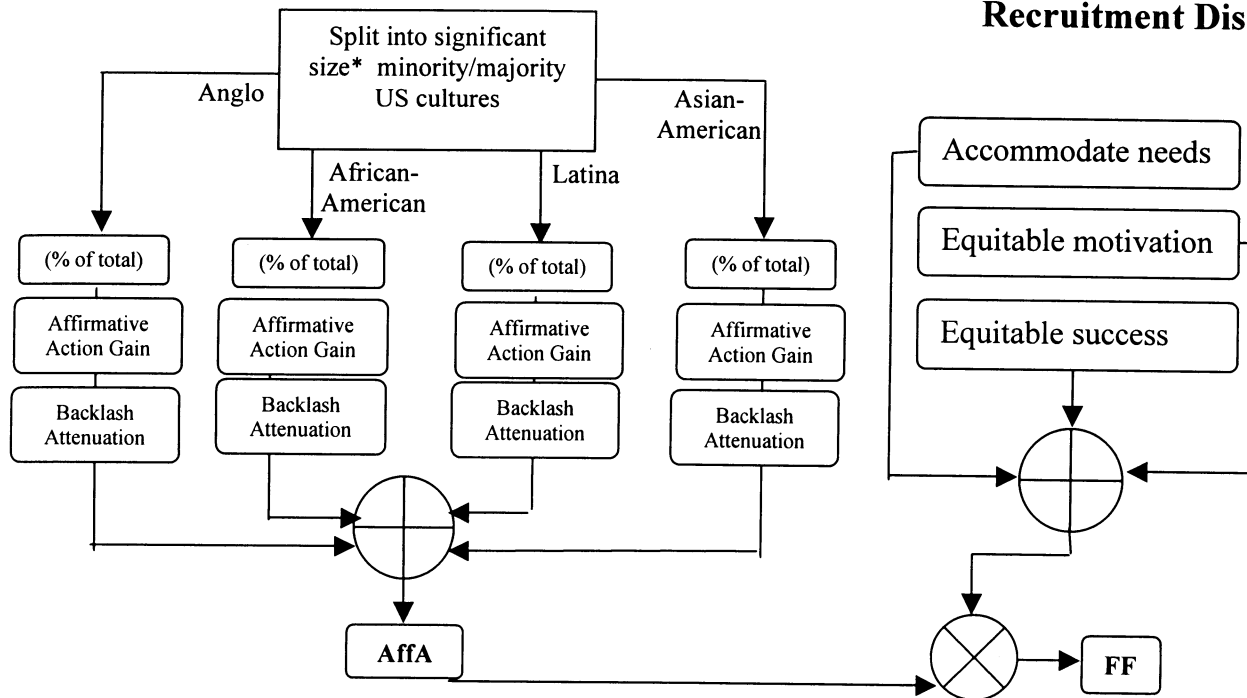 Recruitment Dis
Split into significant
size* minority/majority
US cultures
Anglo
African-
American
Latina
Asian-
American
(% of total)
(% of total)
(% of total)
(% of total)
Affirmative
Action Gain
Affirmative
Action Gain
Affirmative
Action Gain
Affirmative
Action Gain
Backlash
Attenuation
Backlash
Attenuation
Backlash
Attenuation
Backlash
Attenuation
AffA
Accommodate needs
Equitable motivation
Equitable success
FF